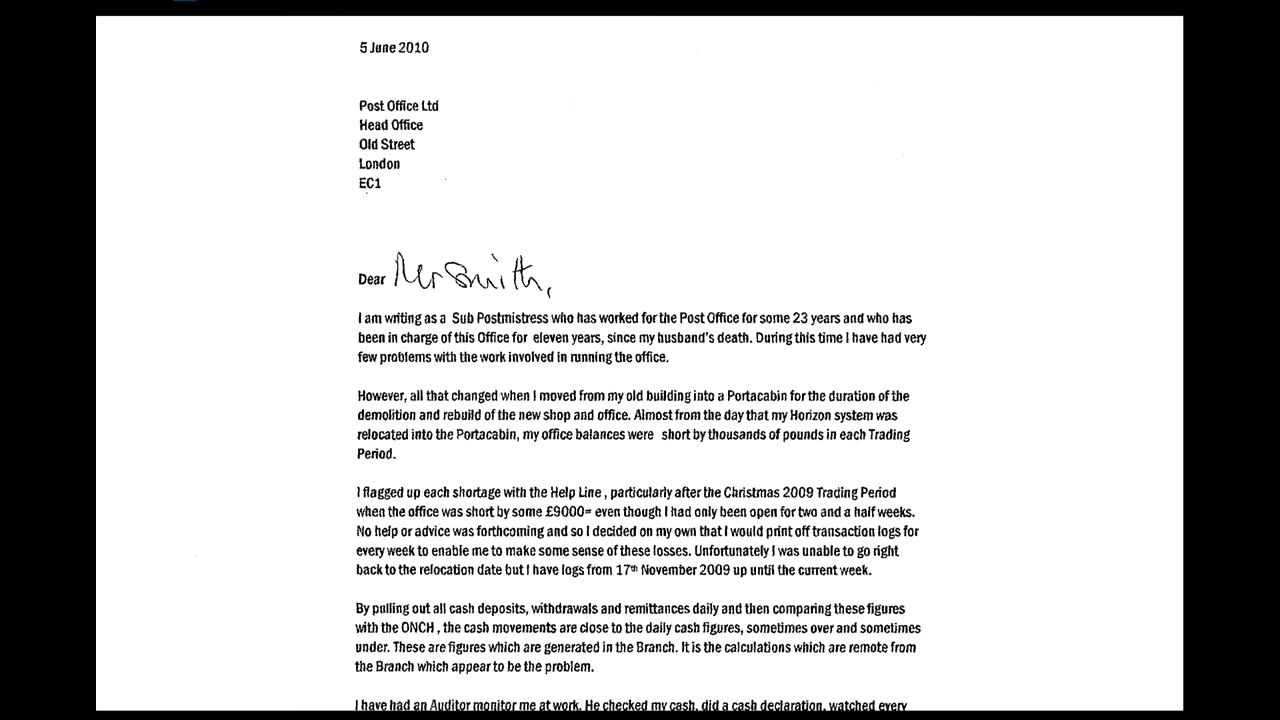 5 June 2010
Post Office Ltd
Head Office
Old Street
London
EC1
Dear Mr Smith,
I am writing as a Sub Postmistress who has worked for the Post Office for some 23 years and who has
been in charge of this Office for eleven years, since my husband's death. During this time I have had very
few problems with the work involved in running the office.
However, all that changed when I moved from my old building into a Portacabin for the duration of the
demolition and rebuild of the new shop and office. Almost from the day that my Horizon system was
relocated into the Portacabin, my office balances were short by thousands of pounds in each Trading
Period.
I flagged up each shortage with the Help Line , particularly after the Christmas 2009 Trading Period
when the office was short by some £9000= even though I had only been open for two and a half weeks.
No help or advice was forthcoming and so I decided on my own that I would print off transaction logs for
every week to enable me to make some sense of these losses. Unfortunately I was unable to go right
back to the relocation date but I have logs from 17th November 2009 up until the current week.
By pulling out all cash deposits, withdrawals and remittances daily and then comparing these figures
with the ONCH , the cash movements are close to the daily cash figures, sometimes over and sometimes
under. These are figures which are generated in the Branch. It is the calculations which are remote from
the Branch which appear to be the problem.
I have had an Auditor monitor me at work. He checked my cash, did a cash declaration, watched every